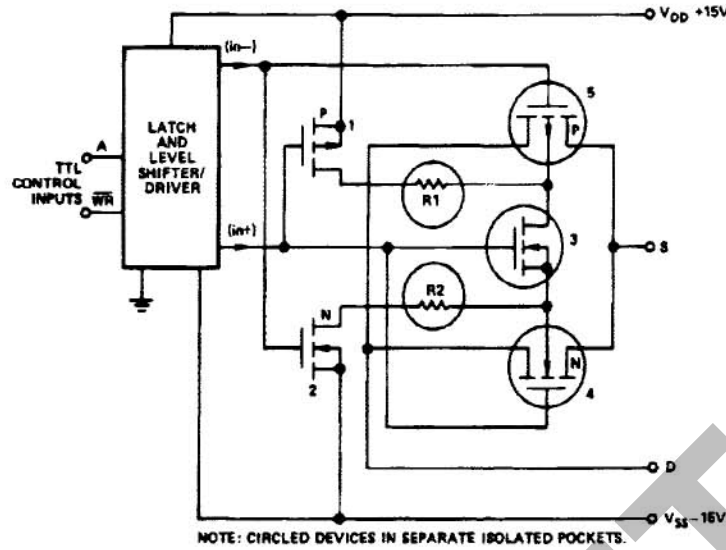 VDD +15V
(in-)
5
P
P
1
LATCH
AND
LEVEL
SHIFTER/
DRIVER
A
TTL
CONTROL
INPUTS
WR
R1
(in+)
3
S
R2
N
N
2
4
D
VSS -15V
NOTE: CIRCLED DEVICES IN SEPARATE ISOLATED POCKETS.